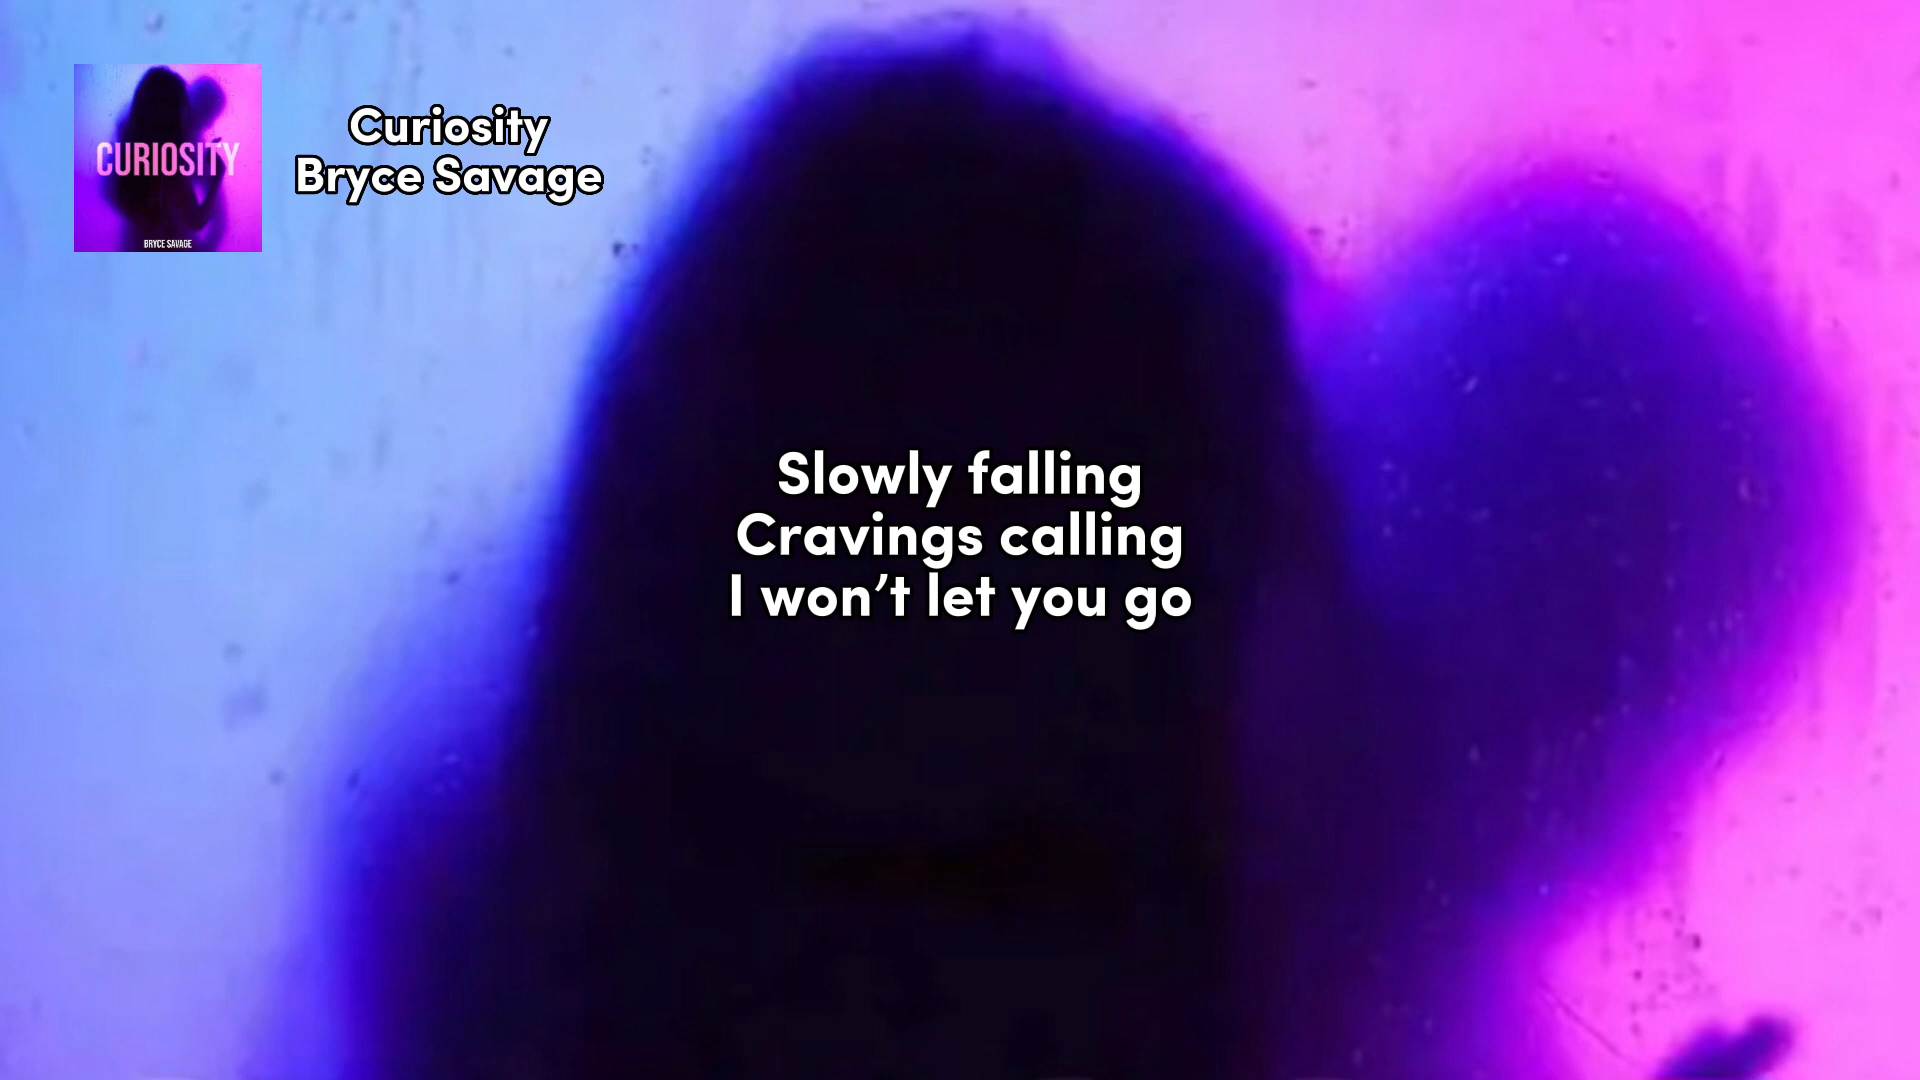 CURIOSITY
BRYCE SAVAGE
Curiosity
Bryce Savage
Slowly falling
Cravings calling
I won’t let you go